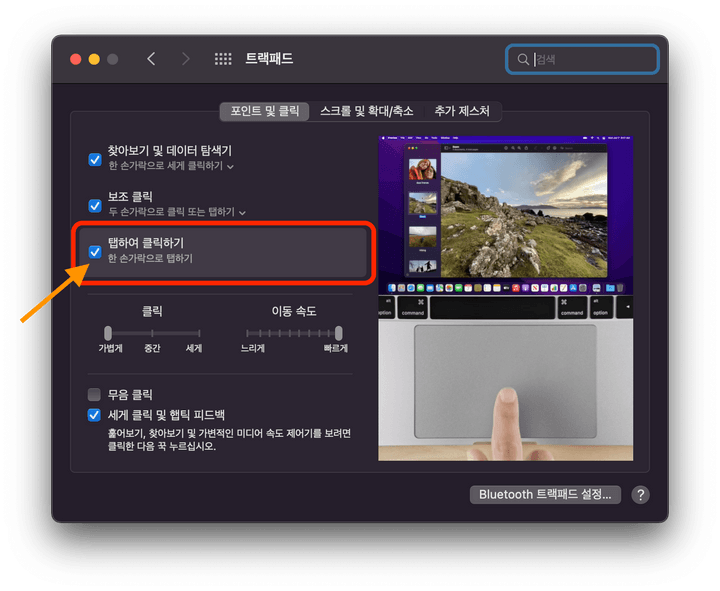 트랙패드
검색
포인트 및 클릭
스크롤 및 확대/축소
추가 제스처
찾아보기 및 데이터 탐색기
한 손가락으로 세게 클릭하기
보조 클릭
두 손가락으로 클릭 또는 탭하기
탭하여 클릭하기
한 손가락으로 탭하기
클릭
이동 속도
가볍게
중간
세게
느리게
빠르게
무음 클릭
세게 클릭 및 햅틱 피드백
훑어보기, 찾아보기 및 가변적인 미디어 속도 제어기를 보려면
클릭한 다음 꾹 누르십시오.
option
⌘
command
⌘
command
alt
option
Bluetooth 트랙패드 설정...
?